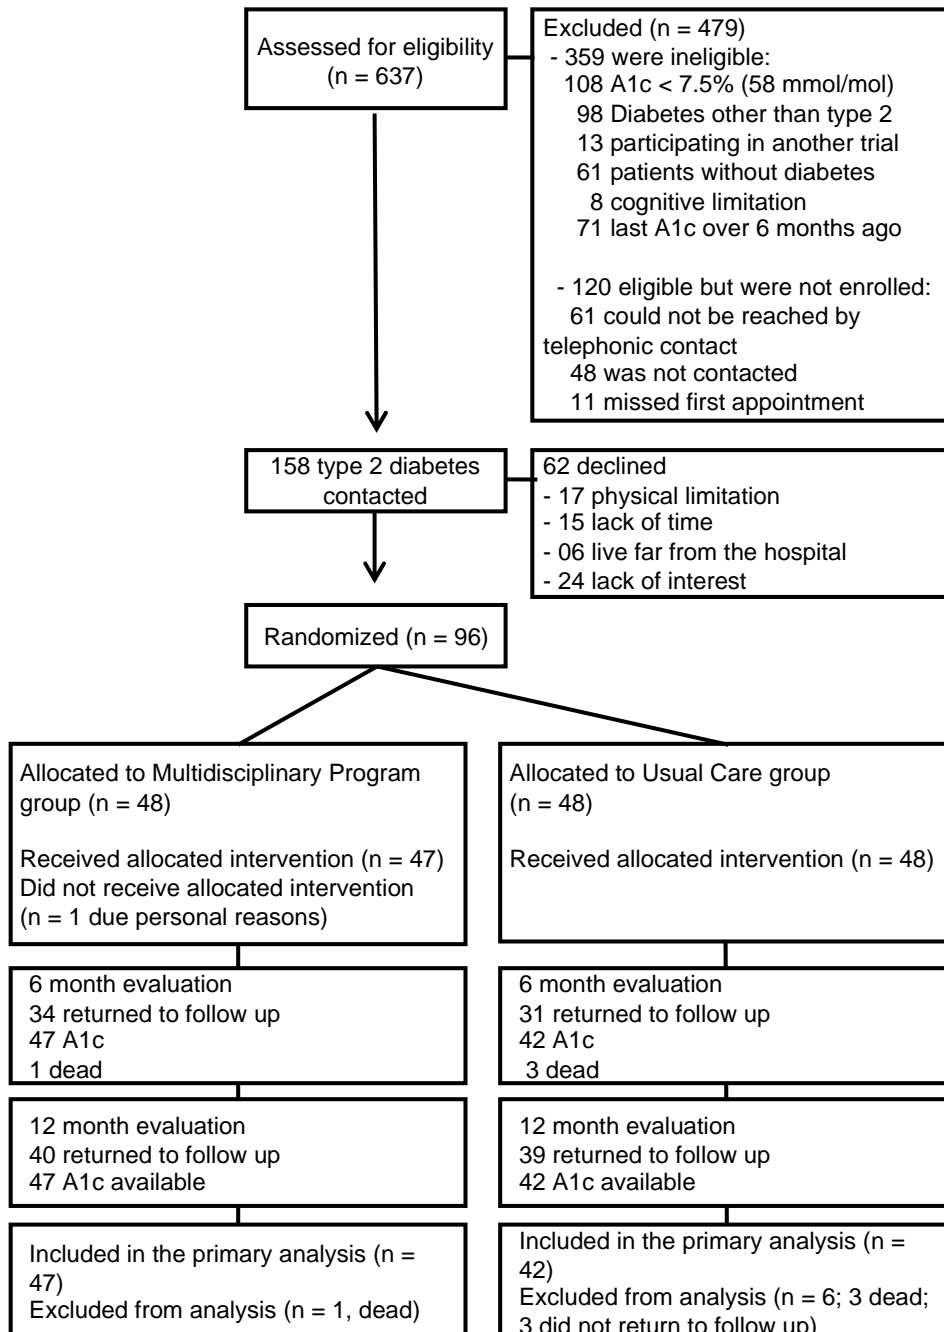 Assessed for eligibility
(n = 637)
Excluded (n = 479)
- 359 were ineligible:
108 A1c < 7.5% (58 mmol/mol)
98 Diabetes other than type 2
13 participating in another trial
61 patients without diabetes
8 cognitive limitation
71 last A1c over 6 months ago
- 120 eligible but were not enrolled:
61 could not be reached by
telephonic contact
48 was not contacted
11 missed first appointment
158 type 2 diabetes
contacted
62 declined
- 17 physical limitation
- 15 lack of time
- 06 live far from the hospital
- 24 lack of interest
Randomized (n = 96)
Allocated to Multidisciplinary Program
group (n = 48)
Received allocated intervention (n = 47)
Did not receive allocated intervention
(n = 1 due personal reasons)
Allocated to Usual Care group
(n = 48)
Received allocated intervention (n = 48)
6 month evaluation
34 returned to follow up
47 A1c
1 dead
6 month evaluation
31 returned to follow up
42 A1c
3 dead
12 month evaluation
40 returned to follow up
47 A1c available
12 month evaluation
39 returned to follow up
42 A1c available
Included in the primary analysis (n =
47)
Excluded from analysis (n = 1, dead)
Included in the primary analysis (n =
42)
Excluded from analysis (n = 6; 3 dead;
3 did not return to follow up)